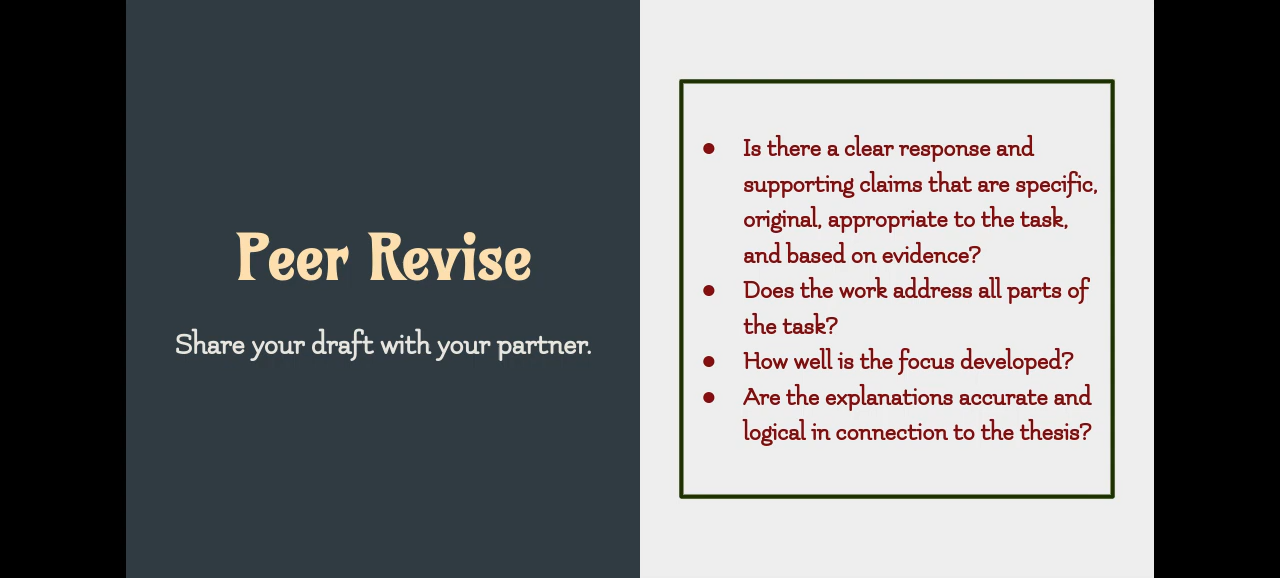 Peer Revise
Share your draft with your partner.
● Is there a clear response and
supporting claims that are specific,
original, appropriate to the task,
and based on evidence?
● Does the work address all parts of
the task?
● How well is the focus developed?
● Are the explanations accurate and
logical in connection to the thesis?